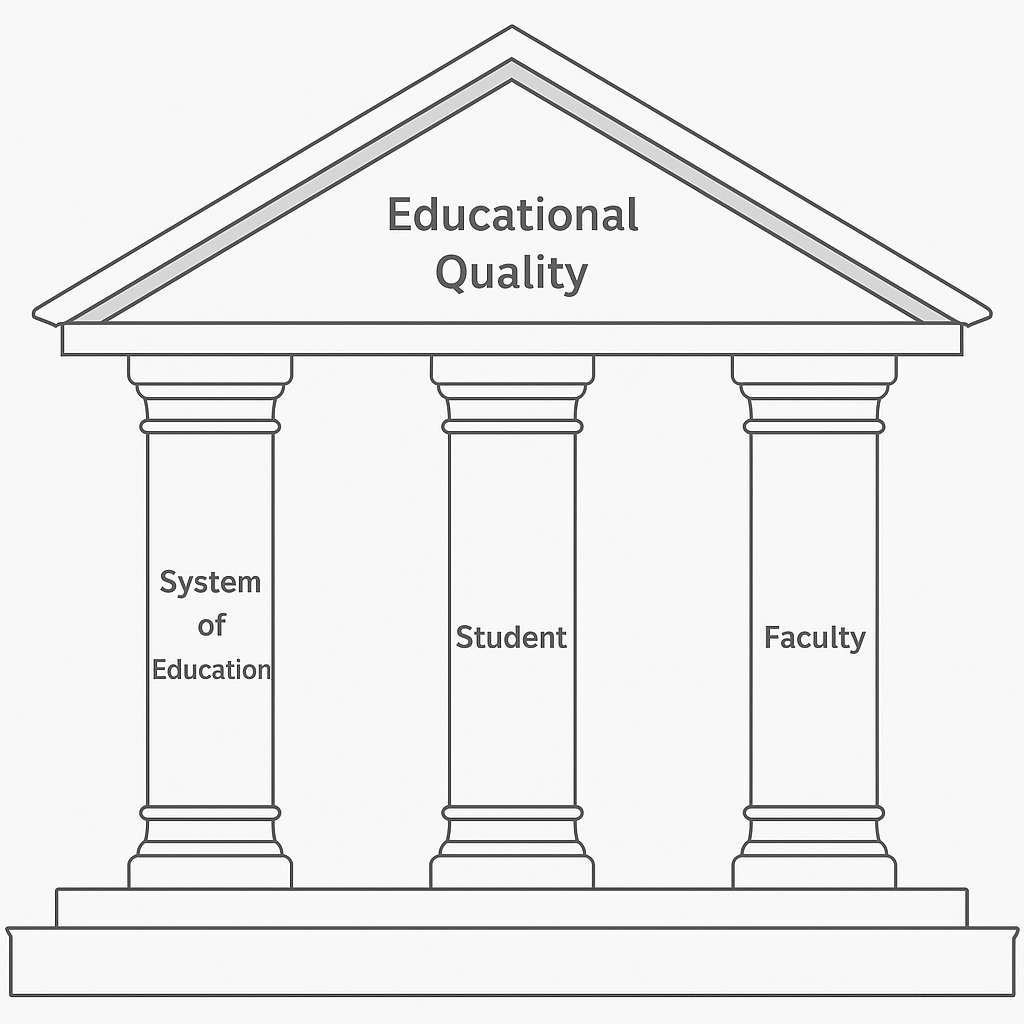 Educational
Quality
System
of
Education
Student
Faculty